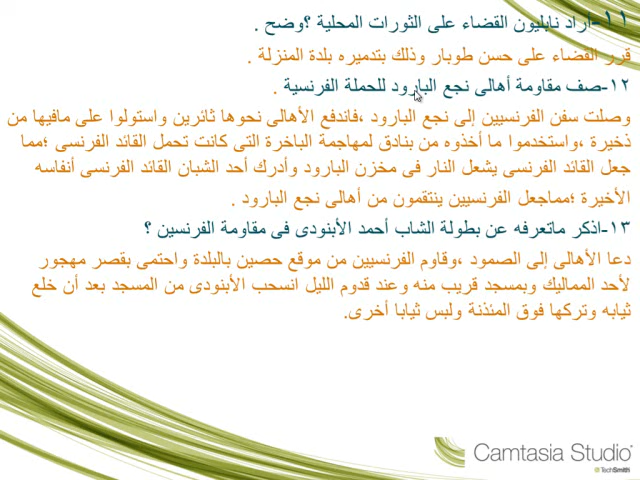 ١١-أراد نابليون القضاء على الثورات المحلية ؟وضح .
قرر القضاء على حسن طوبار وذلك بتدميره بلدة المنزلة .
١٢-صف مقاومة أهالى نجع البارود للحملة الفرنسية .
وصلت سفن الفرنسيين إلى نجع البارود ،فاندفع الأهالى نحوها ثائرين واستولوا على مافيها من
ذخيرة ،واستخدموا ما أخذوه من بنادق لمهاجمة الباخرة التى كانت تحمل القائد الفرنسى ؛مما
جعل القائد الفرنسى يشعل النار فى مخزن البارود وأدرك أحد الشبان القائد الفرنسى أنفاسه
الأخيرة ؛مماجعل الفرنسيين ينتقمون من أهالى نجع البارود .
١٣-اذكر ماتعرفه عن بطولة الشاب أحمد الأبنودى فى مقاومة الفرنسين ؟
دعا الأهالى إلى الصمود ،وقاوم الفرنسيين من موقع حصين بالبلدة واحتمى بقصر مهجور
لأحد المماليك وبمسجد قريب منه وعند قدوم الليل انسحب الأبنودى من المسجد بعد أن خلع
ثيابه وتركها فوق المئذنة ولبس ثيابا أخرى.
Camtasia Studio
TechSmith